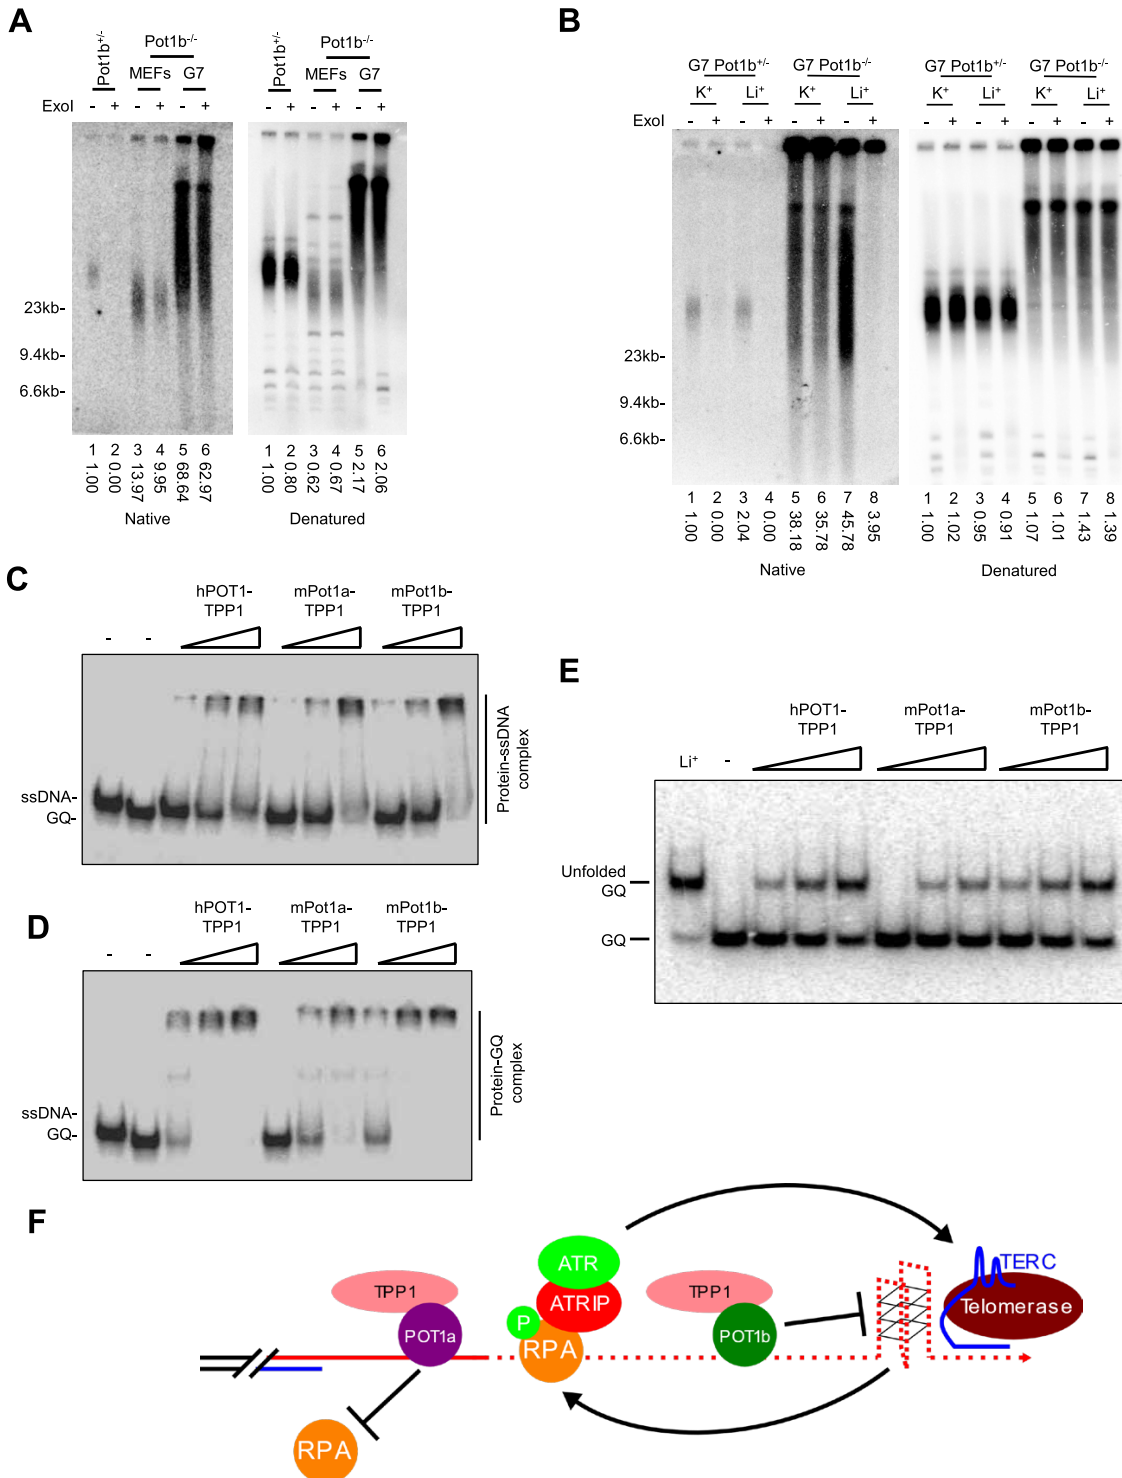 A
Pot1b+/-
Pot1b-/-
MEFs G7
ExoI - + - + - +
Pot1b+/-
Pot1b-/-
MEFs G7
- + - + - +
23kb-
9.4kb-
6.6kb-
1 2 3 4 5 6
1.00 0.00 13.97 9.95 68.64 62.97
Native
1 2 3 4 5 6
1.00 0.80 0.62 0.67 2.17 2.06
Denatured
B
G7 Pot1b+/- G7 Pot1b-/-
K+ Li+ K+ Li+
ExoI - + - + - + - +
G7 Pot1b+/- G7 Pot1b-/-
K+ Li+ K+ Li+
- + - + - + - +
23kb-
9.4kb-
6.6kb-
1 2 3 4 5 6 7 8
1.00 0.00 2.04 0.00 38.18 35.78 45.78 3.95
Native
1 2 3 4 5 6 7 8
1.00 1.02 0.95 0.91 1.07 1.01 1.43 1.39
Denatured
C
hPOT1-
TPP1
mPot1a-
TPP1
mPot1b-
TPP1
- -
ssDNA-
GQ-
Protein-ssDNA
complex
D
hPOT1-
TPP1
mPot1a-
TPP1
mPot1b-
TPP1
- -
ssDNA-
GQ-
Protein-GQ
complex
E
hPOT1-
TPP1
mPot1a-
TPP1
mPot1b-
TPP1
Li+ -
Unfolded
GQ
GQ
F
TPP1
POT1a
RPA
ATR
ATRIP
P
RPA
TPP1
POT1b
TERC
Telomerase